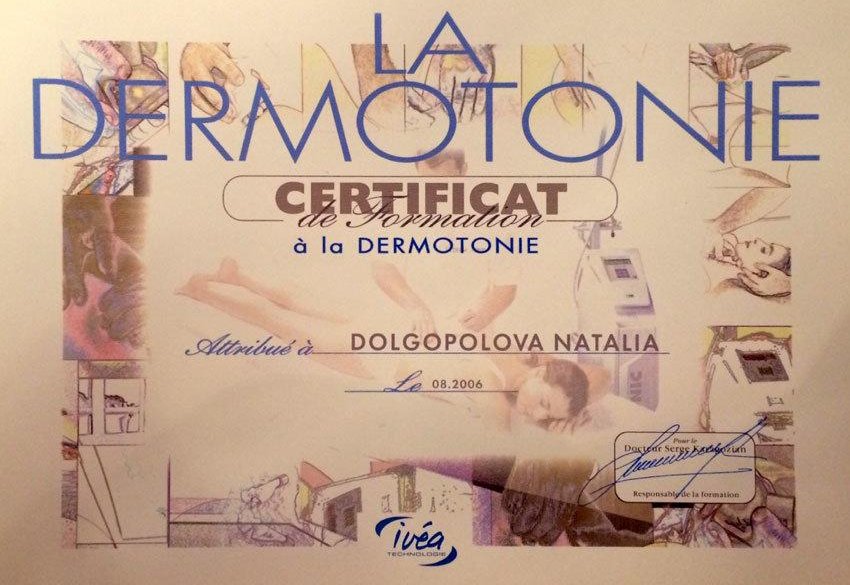 LA
DERMOTONIE
CERTIFICAT
de Formation
à la DERMOTONIE
Attribué à DOLGOPOLOVA NATALIA
Le 08.2006
Pour le
Docteur Serge
Responsable de la formation
ivéa
TECHNOLOGIE